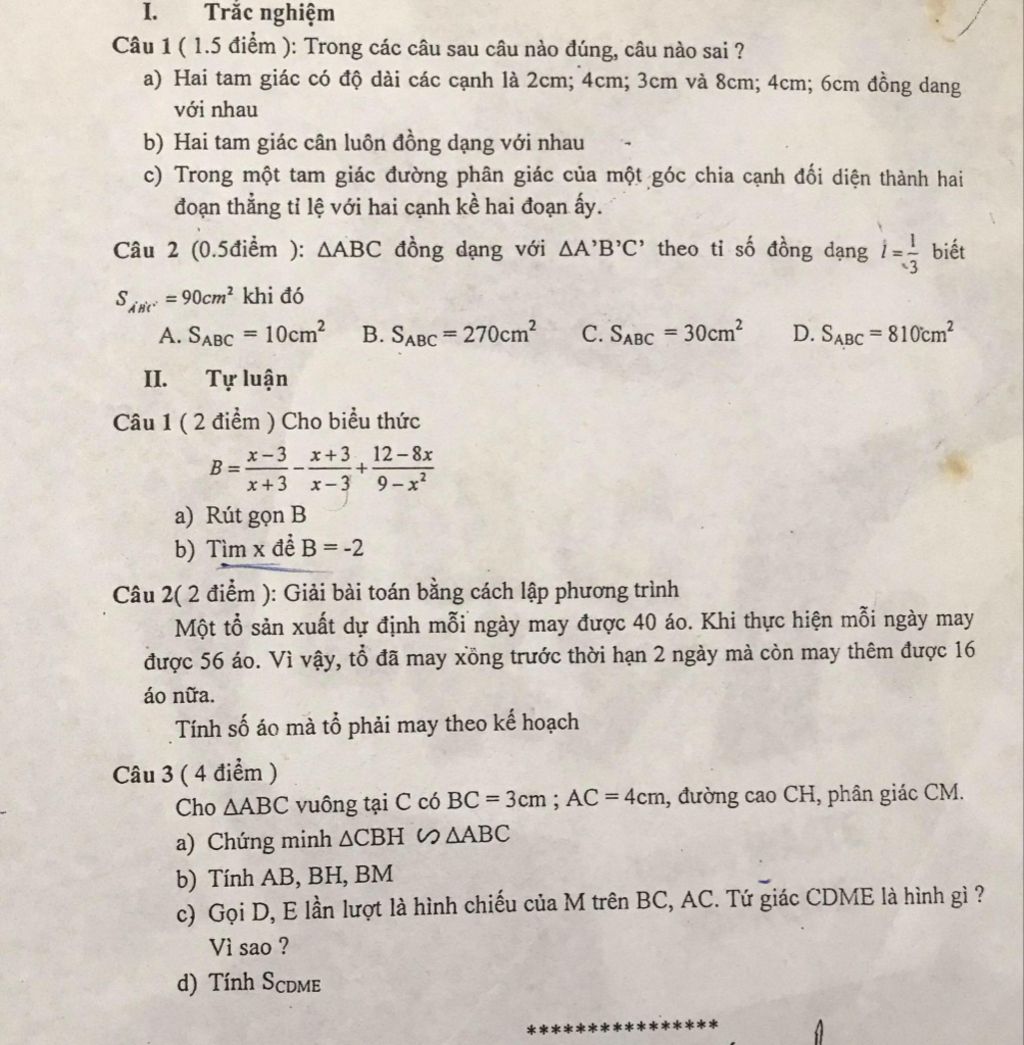 I. Trắc nghiệm
Câu 1 ( 1.5 điểm ): Trong các câu sau câu nào đúng, câu nào sai ?
a) Hai tam giác có độ dài các cạnh là 2cm; 4cm; 3cm và 8cm; 4cm; 6cm đồng dang
với nhau
b) Hai tam giác cân luôn đồng dạng với nhau
c) Trong một tam giác đường phân giác của một góc chia cạnh đối diện thành hai
đoạn thẳng tỉ lệ với hai cạnh kề hai đoạn ấy.
Câu 2 (0.5điểm ): ΔABC đồng dạng với ΔA’B’C’ theo tỉ số đồng dạng = 1/3 biết
S_A'B'C' = 90cm² khi đó
A. S_ABC = 10cm² B. S_ABC = 270cm² C. S_ABC = 30cm² D. S_ABC = 810cm²
II. Tự luận
Câu 1 ( 2 điểm ) Cho biểu thức
B = (x − 3)/(x + 3) − (x + 3)/(x − 3) + (12 − 8x)/(9 − x²)
a) Rút gọn B
b) Tìm x để B = -2
Câu 2( 2 điểm ): Giải bài toán bằng cách lập phương trình
Một tổ sản xuất dự định mỗi ngày may được 40 áo. Khi thực hiện mỗi ngày may
được 56 áo. Vì vậy, tổ đã may xong trước thời hạn 2 ngày mà còn may thêm được 16
áo nữa.
Tính số áo mà tổ phải may theo kế hoạch
Câu 3 ( 4 điểm )
Cho ΔABC vuông tại C có BC = 3cm ; AC = 4cm, đường cao CH, phân giác CM.
a) Chứng minh ΔCBH ∽ ΔABC
b) Tính AB, BH, BM
c) Gọi D, E lần lượt là hình chiếu của M trên BC, AC. Tứ giác CDME là hình gì ?
Vì sao ?
d) Tính S_CDME
****************